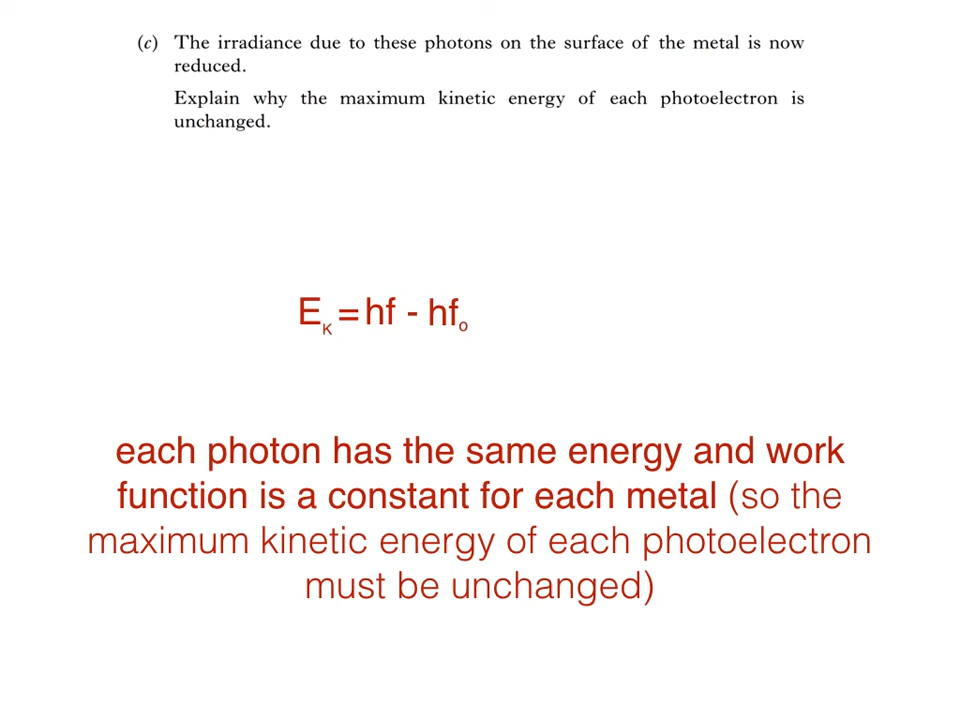 (c) The irradiance due to these photons on the surface of the metal is now
reduced.
Explain why the maximum kinetic energy of each photoelectron is
unchanged.
E_K = hf - hf_o
each photon has the same energy and work
function is a constant for each metal (so the
maximum kinetic energy of each photoelectron
must be unchanged)